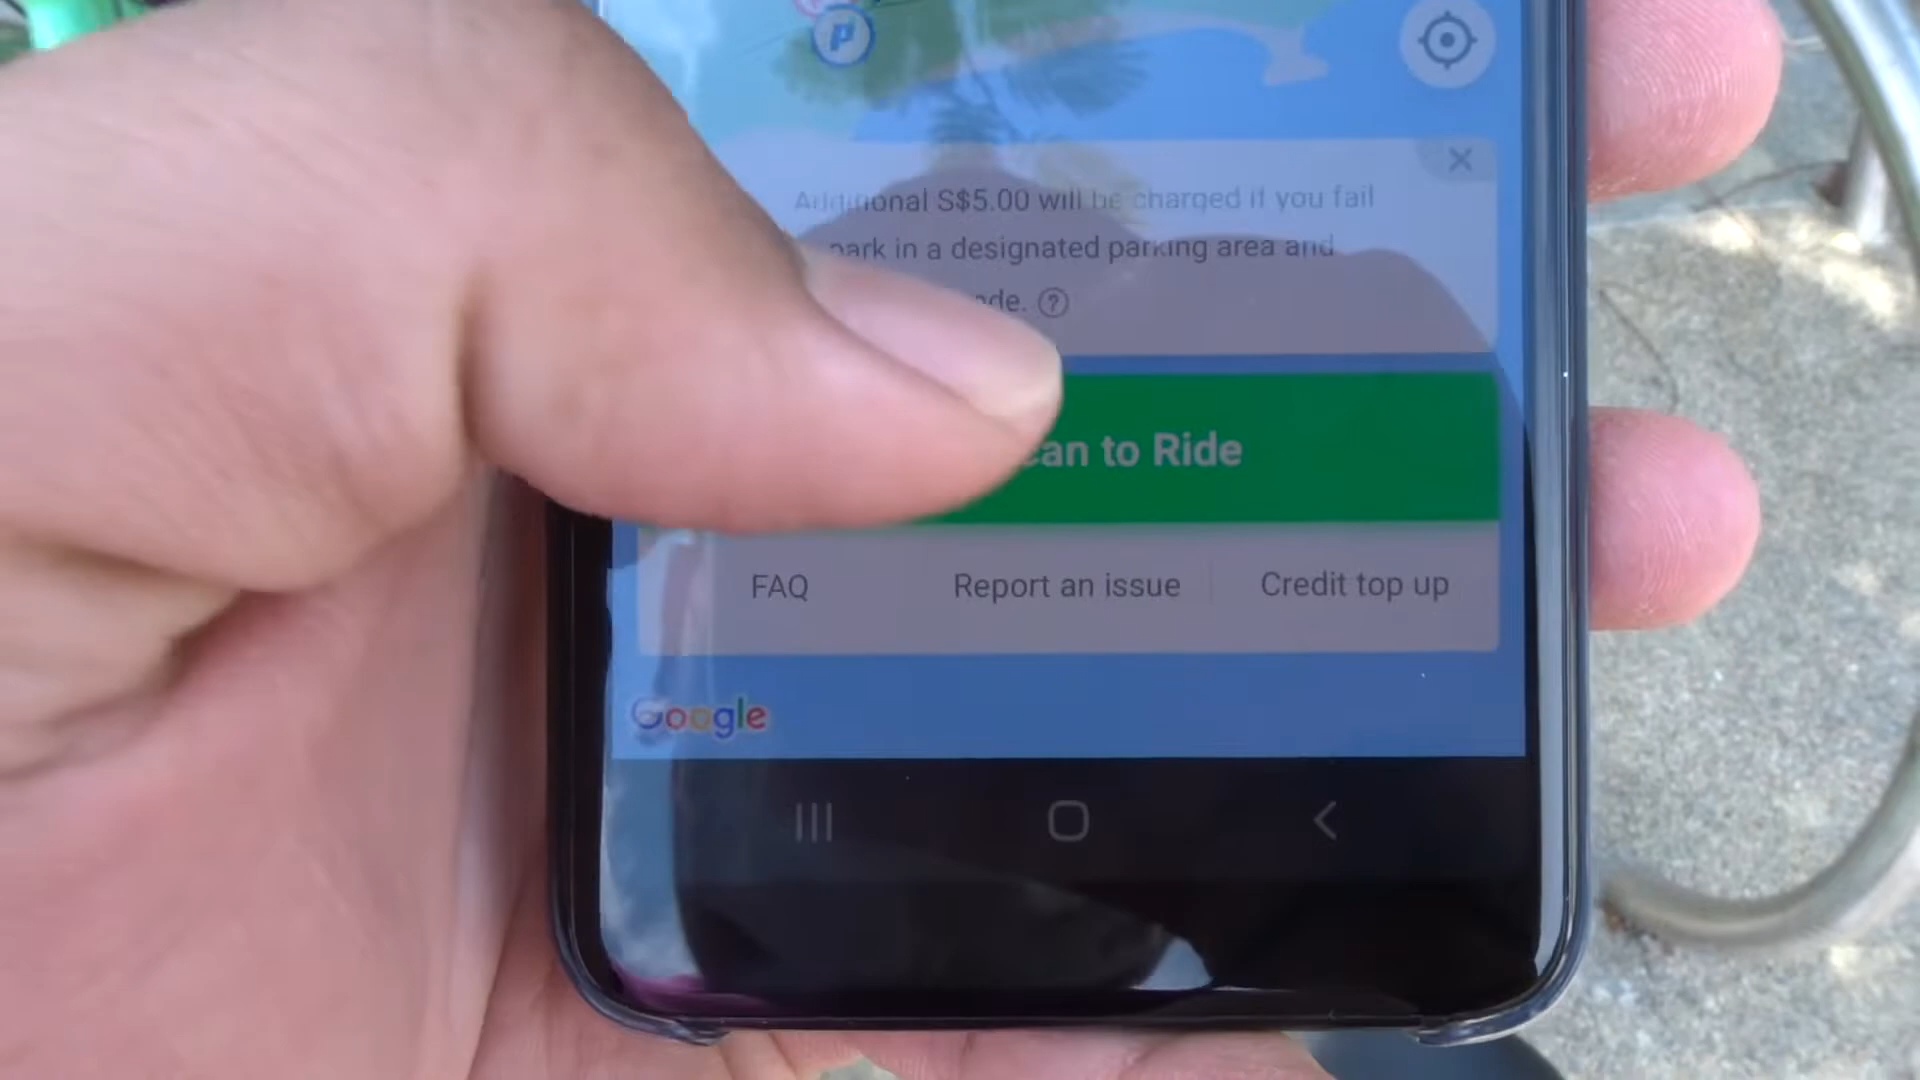 P
Additional S$5.00 will be charged if you fail
park in a designated parking area and
de.
can to Ride
FAQ
Report an issue
Credit top up
Google